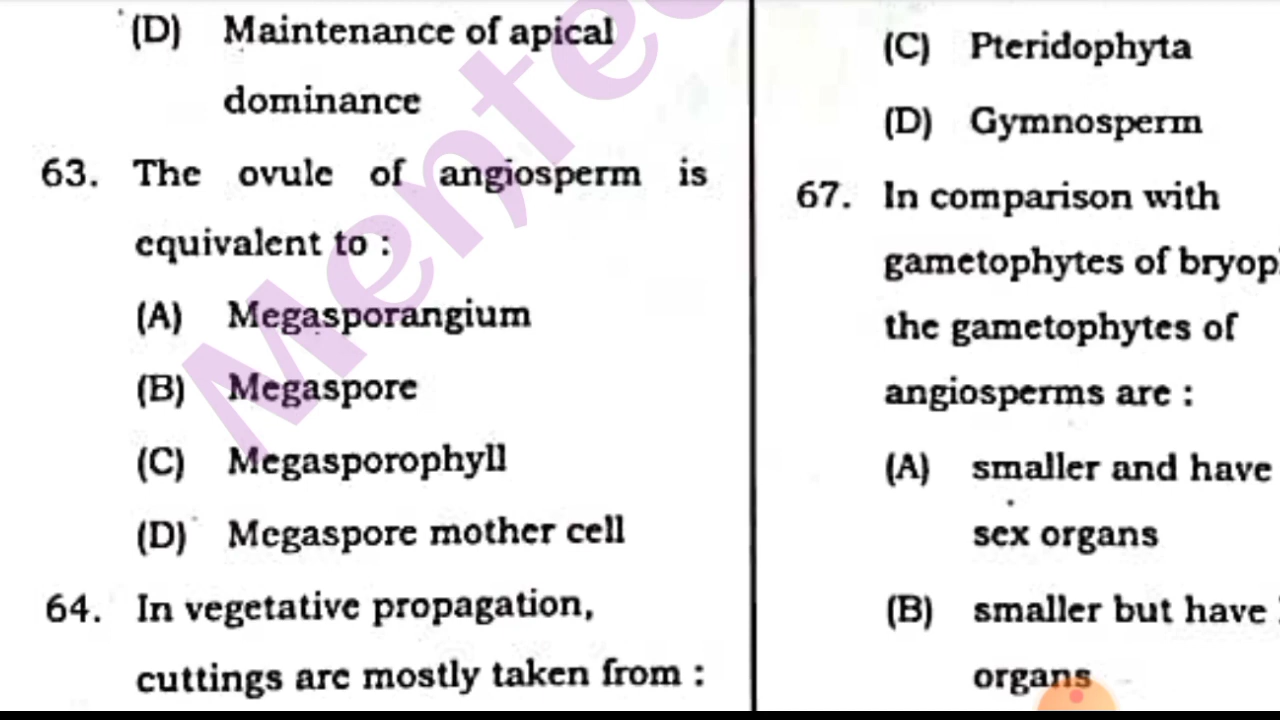 (D) Maintenance of apical
dominance
63. The ovule of angiosperm is
equivalent to :
(A) Megasporangium
(B) Megaspore
(C) Megasporophyll
(D) Megaspore mother cell
64. In vegetative propagation,
cuttings are mostly taken from :
(C) Pteridophyta
(D) Gymnosperm
67. In comparison with
gametophytes of
the gametophytes of
angiosperms are :
(A) smaller and have
sex organs
(B) smaller but have
organs